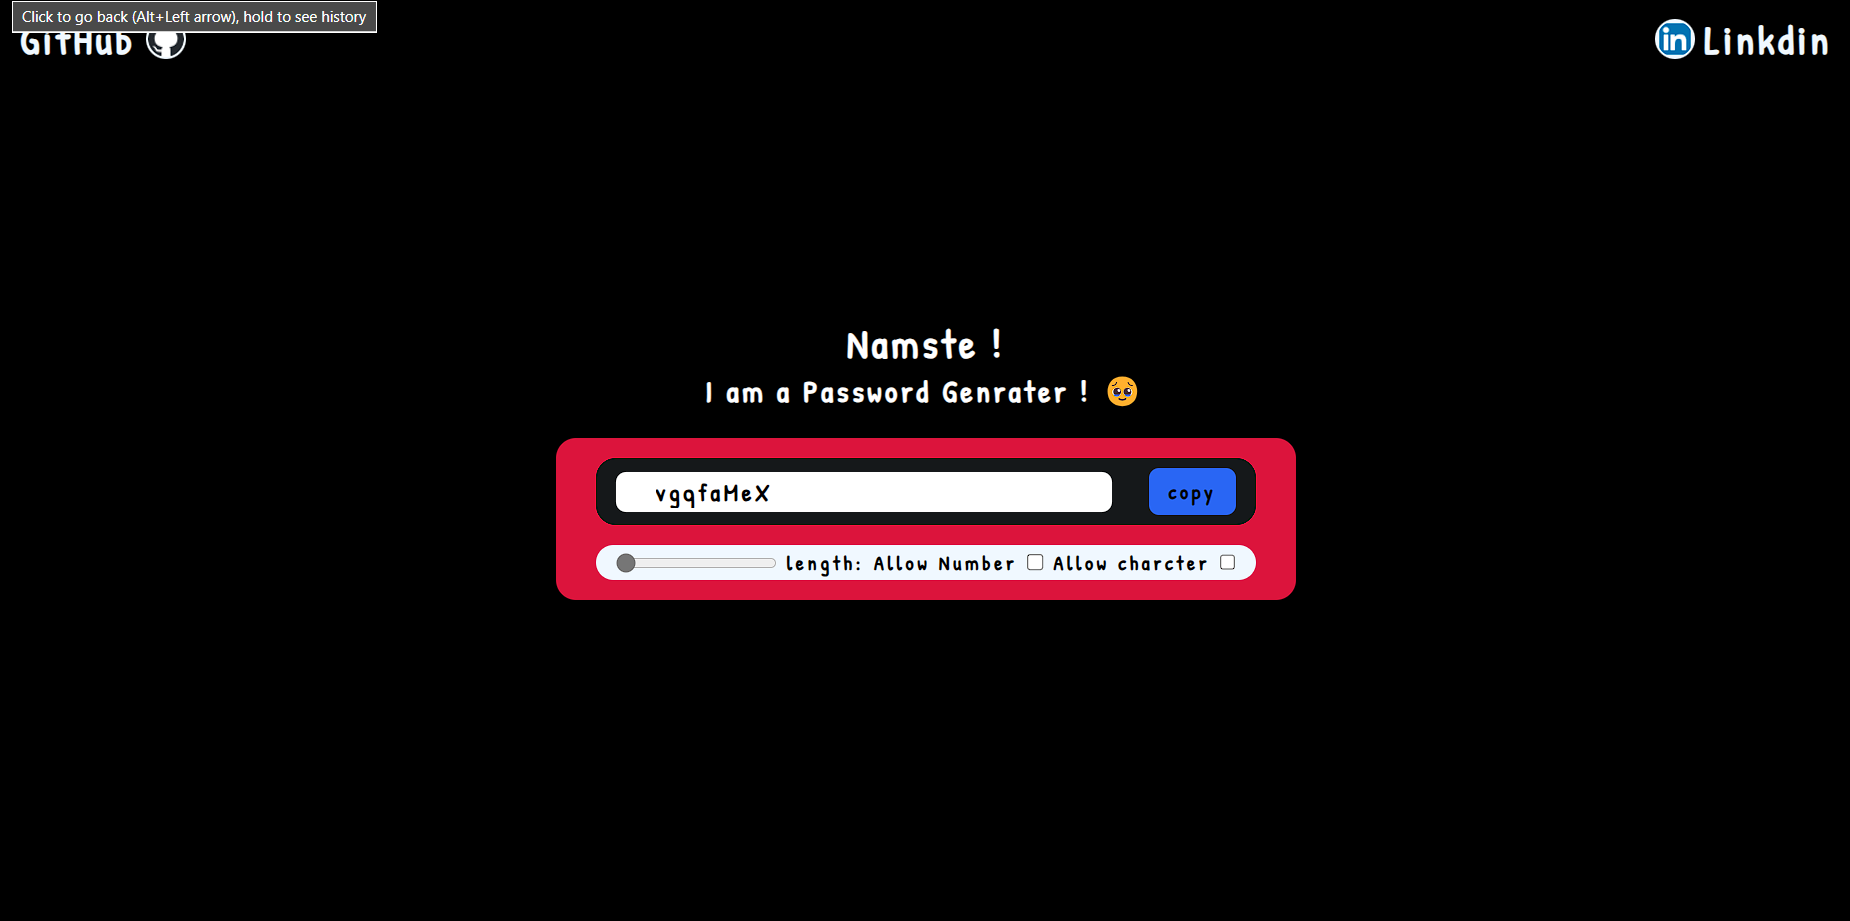 Click to go back (Alt+Left arrow), hold to see history
GitHub
in Linkdin
Namste !
I am a Password Genrater !
vgqfaMeX
copy
length: Allow Number Allow charcter